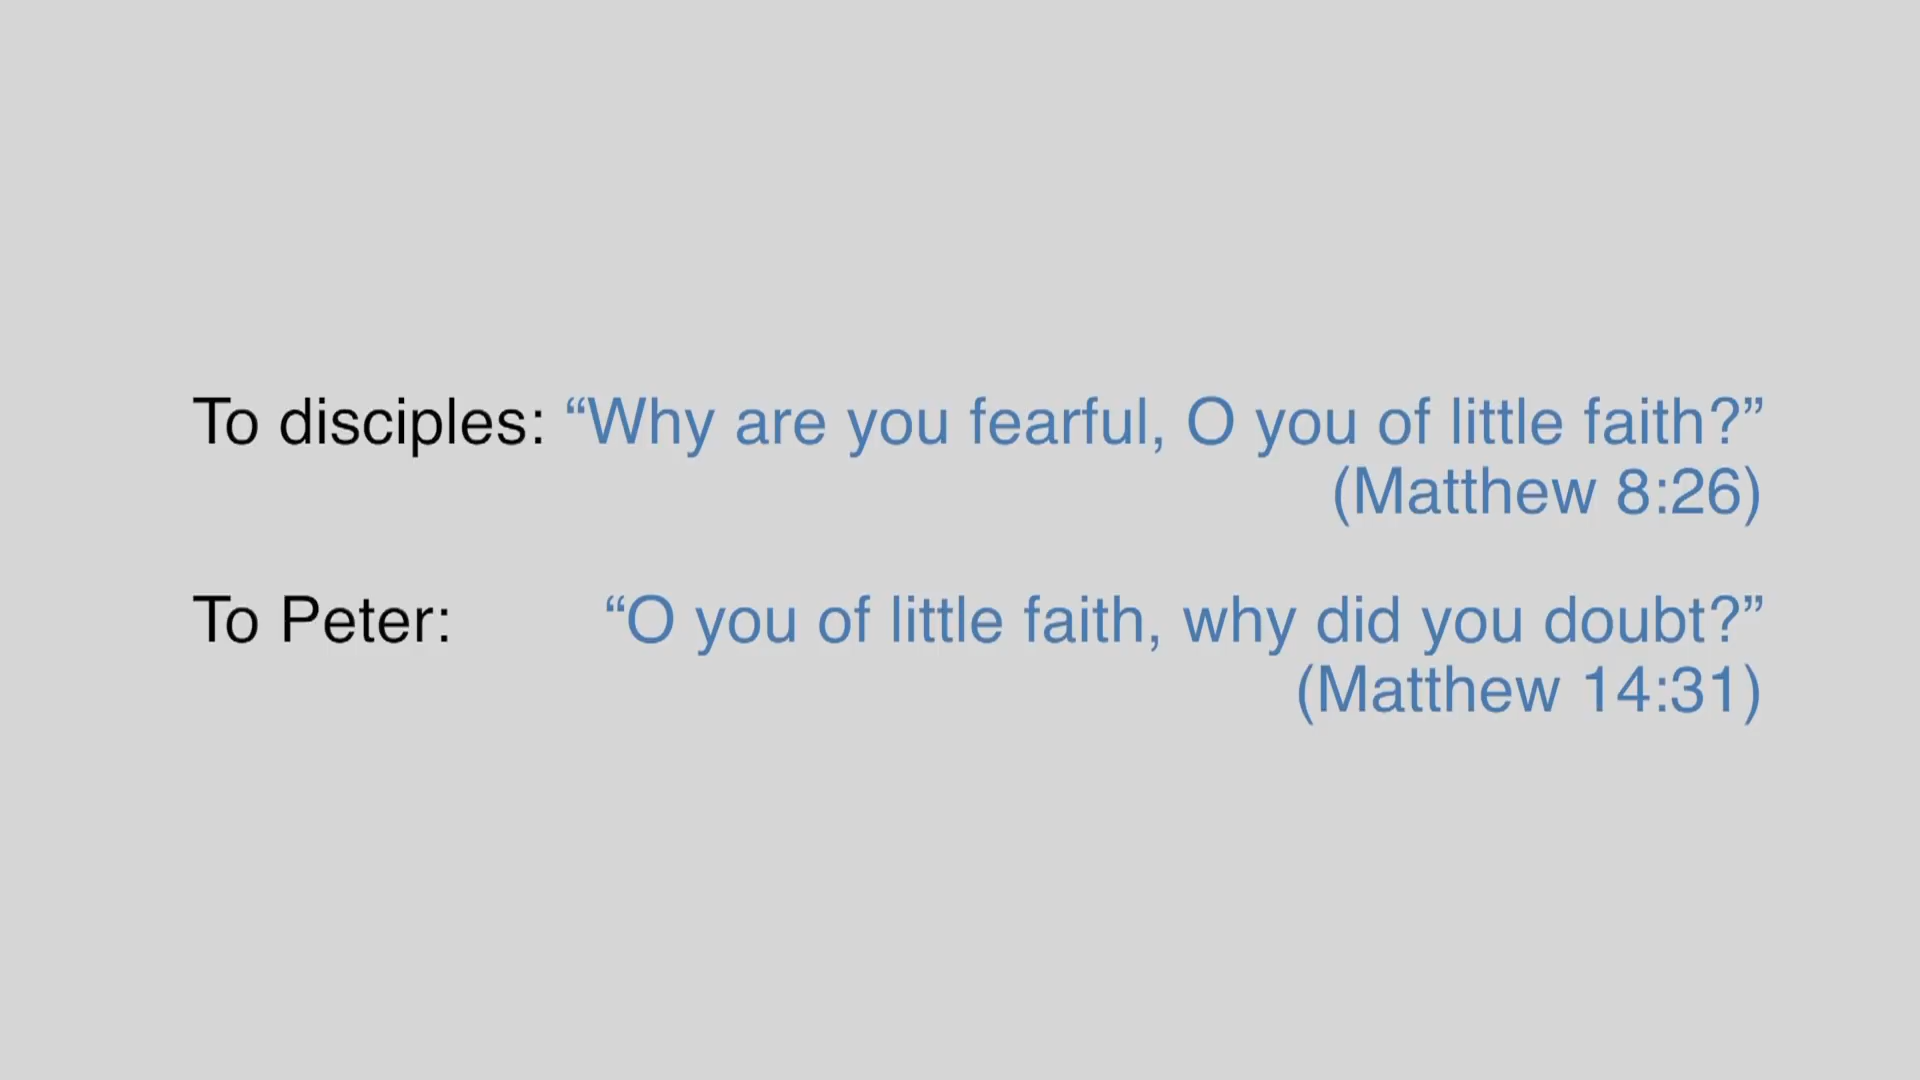 To disciples: “Why are you fearful, O you of little faith?”
(Matthew 8:26)
To Peter: “O you of little faith, why did you doubt?”
(Matthew 14:31)